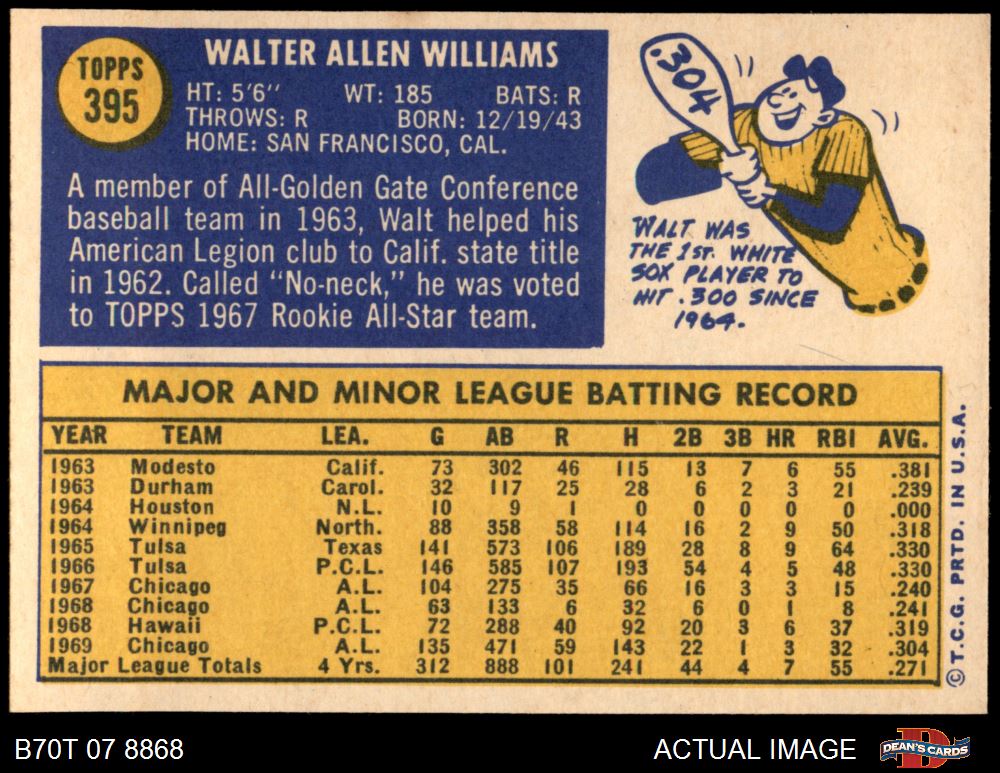 TOPPS
395
WALTER ALLEN WILLIAMS
HT: 5'6" WT: 185 BATS: R
THROWS: R BORN: 12/19/43
HOME: SAN FRANCISCO, CAL.
A member of All-Golden Gate Conference
baseball team in 1963, Walt helped his
American Legion club to Calif. state title
in 1962. Called "No-neck," he was voted
to TOPPS 1967 Rookie All-Star team.
.304
WALT WAS
THE 1ST. WHITE
SOX PLAYER TO
HIT .300 SINCE
1964.
MAJOR AND MINOR LEAGUE BATTING RECORD
YEAR TEAM LEA. G AB R H 2B 3B HR RBI AVG.
1963 Modesto Calif. 73 302 46 115 13 7 6 55 .381
1963 Durham Carol. 32 117 25 28 6 2 3 21 .239
1964 Houston N.L. 10 9 1 0 0 0 0 0 .000
1964 Winnipeg North. 88 358 58 114 16 2 9 50 .318
1965 Tulsa Texas 141 573 106 189 28 8 9 64 .330
1966 Tulsa P.C.L. 146 585 107 193 54 4 5 48 .330
1967 Chicago A.L. 104 275 35 66 16 3 3 15 .240
1968 Chicago A.L. 63 133 6 32 6 0 1 8 .241
1968 Hawaii P.C.L. 72 288 40 92 20 3 6 37 .319
1969 Chicago A.L. 135 471 59 143 22 1 3 32 .304
Major League Totals 4 Yrs. 312 888 101 241 44 4 7 55 .271
© T.C.G. PRTD. IN U.S.A.
B70T 07 8868
ACTUAL IMAGE
D
DEAN'S CARDS